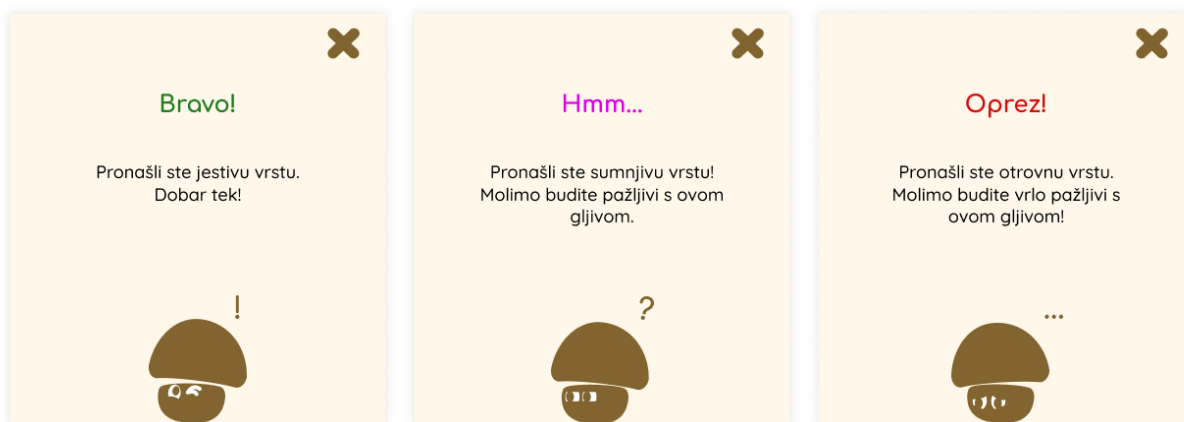 Bravo!
Pronašli ste jestivu vrstu.
Dobar tek!
!
Hmm...
Pronašli ste sumnjivu vrstu!
Molimo budite pažljivi s ovom
gljivom.
?
Oprez!
Pronašli ste otrovnu vrstu.
Molimo budite vrlo pažljivi s
ovom gljivom!
...